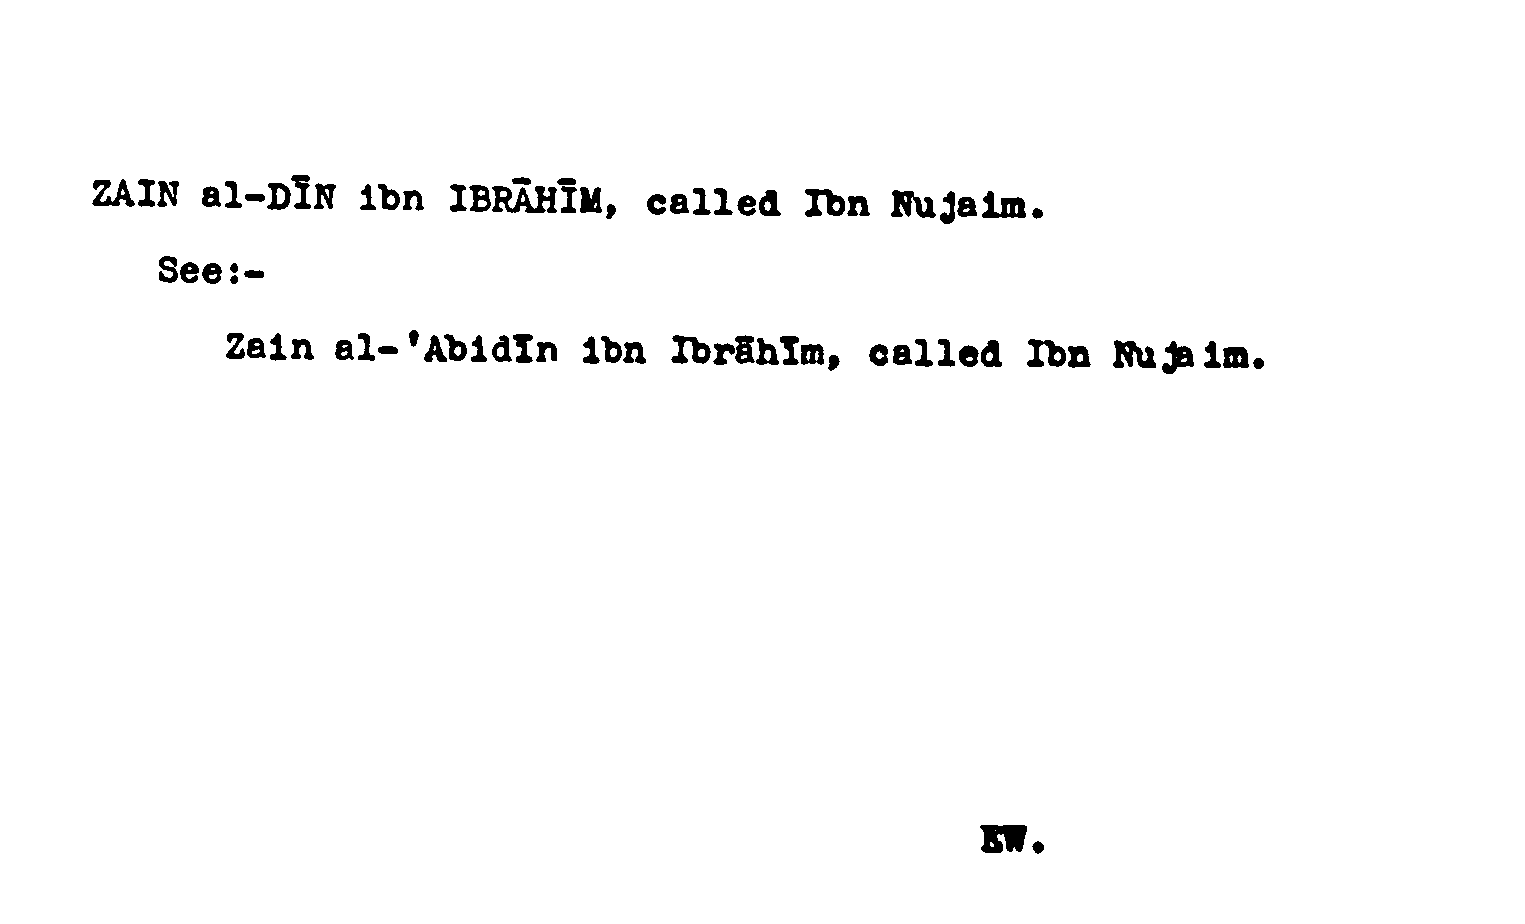 ZAIN al-DĪN ibn IBRĀHĪM, called Ibn Nujaim.
See:-
Zain al-'Abidīn ibn Ibrāhīm, called Ibn Nujaim.
EW.